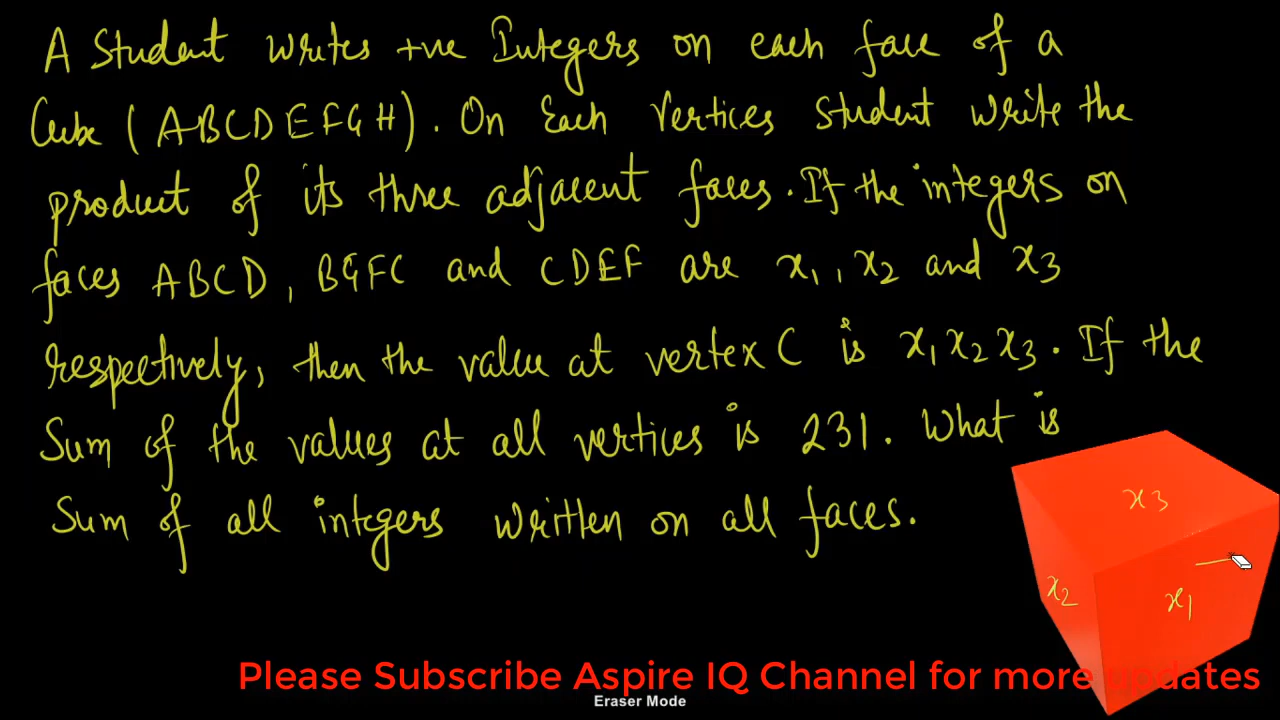 A Student writes +ve Integers on each face of a
Cube (ABCDEFGH). On Each Vertices student write the
product of its three adjacent faces. If the integers on
faces ABCD, BGFC and CDEF are x1, x2 and x3
respectively, then the value at vertex C is x1 x2 x3. If the
Sum of the values at all vertices is 231. What is
Sum of all integers written on all faces.
x3
x2
x1
Please Subscribe Aspire IQ Channel for more updates
Eraser Mode